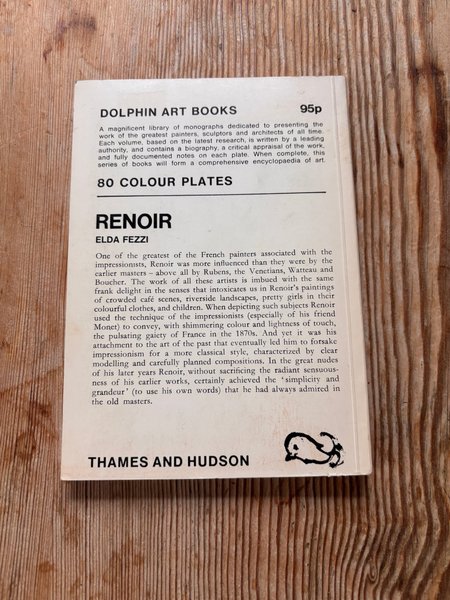 DOLPHIN ART BOOKS 95p
A magnificent library of monographs dedicated to presenting the
work of the greatest painters, sculptors and architects of all time.
Each volume, based on the latest research, is written by a leading
authority, and contains a biography, a critical appraisal of the work,
and fully documented notes on each plate. When complete, this
series of books will form a comprehensive encyclopaedia of art.
80 COLOUR PLATES
RENOIR
ELDA FEZZI
One of the greatest of the French painters associated with the
impressionists, Renoir was more influenced than they were by the
earlier masters – above all by Rubens, the Venetians, Watteau and
Boucher. The work of all these artists is imbued with the same
frank delight in the senses that intoxicates us in Renoir's paintings
of crowded café scenes, riverside landscapes, pretty girls in their
colourful clothes, and children. When depicting such subjects Renoir
used the technique of the impressionists (especially of his friend
Monet) to convey, with shimmering colour and lightness of touch,
the pulsating gaiety of France in the 1870s. And yet it was his
attachment to the art of the past that eventually led him to forsake
impressionism for a more classical style, characterized by clear
modelling and carefully planned compositions. In the great nudes
of his later years Renoir, without sacrificing the radiant sensuous-
ness of his earlier works, certainly achieved the 'simplicity and
grandeur' (to use his own words) that he had always admired in
the old masters.
THAMES AND HUDSON